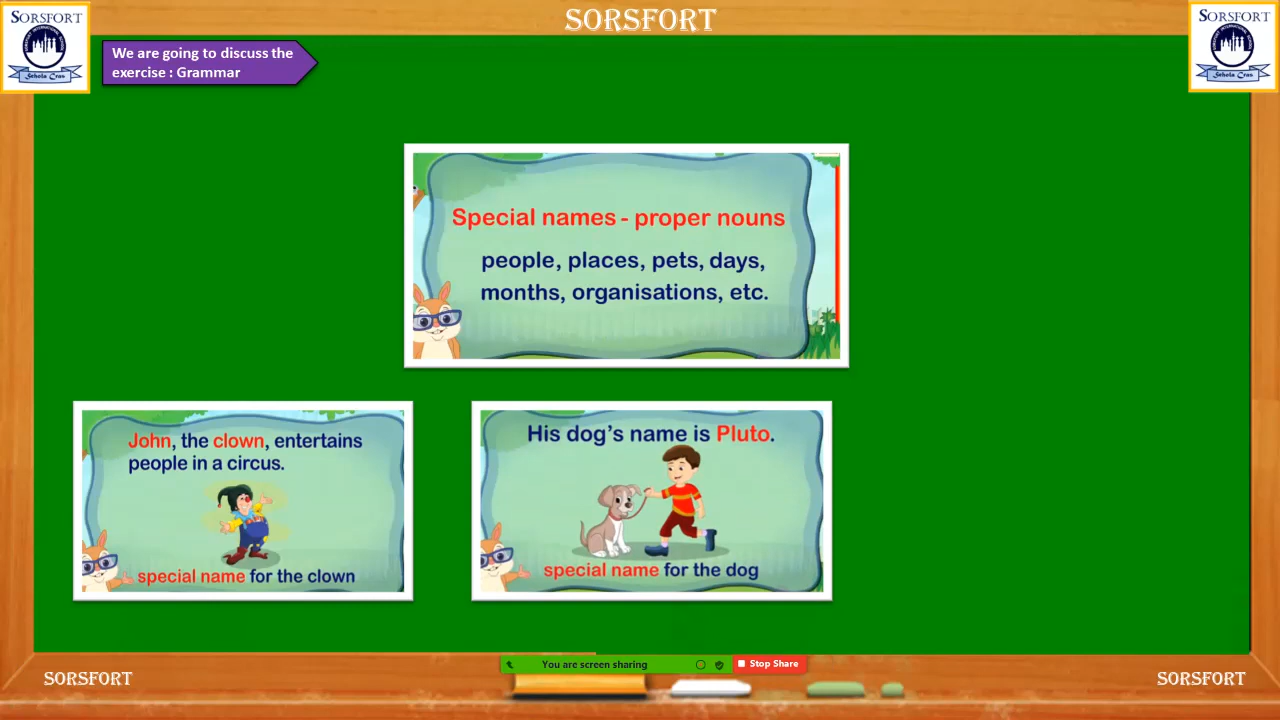 SORSFORT
SORSFORT
Schola Cras
SORSFORT
Schola Cras
We are going to discuss the
exercise : Grammar
Special names - proper nouns
people, places, pets, days,
months, organisations, etc.
John, the clown, entertains
people in a circus.
special name for the clown
His dog's name is Pluto.
special name for the dog
You are screen sharing
Stop Share
SORSFORT
SORSFORT